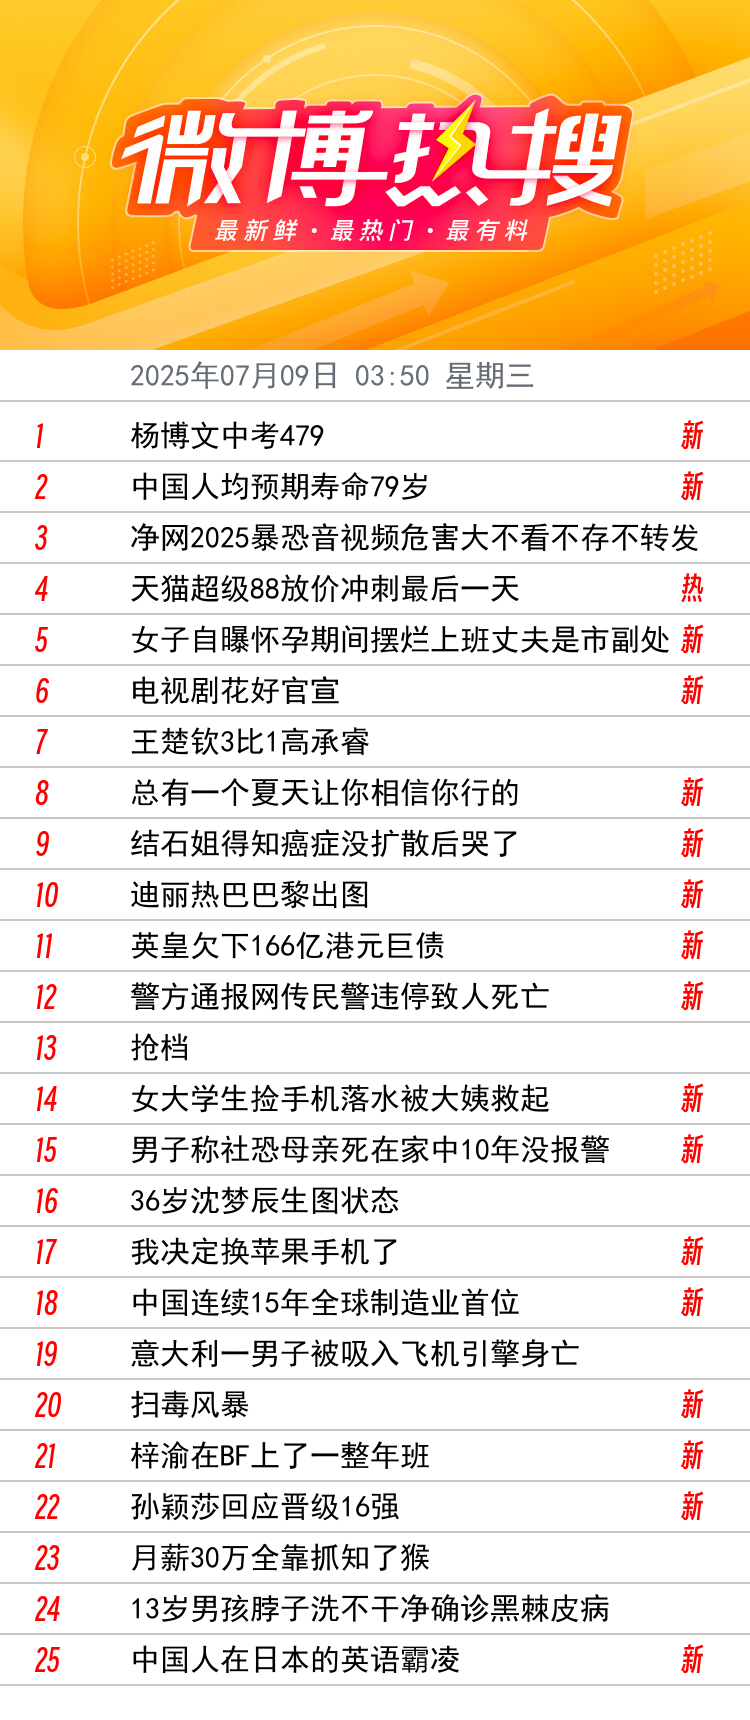 微博热搜
最新鲜·最热门·最有料
2025年07月09日 03:50 星期三
1 杨博文中考479 新
2 中国人均预期寿命79岁 新
3 净网2025暴恐音视频危害大不看不存不转发
4 天猫超级88放价冲刺最后一天 热
5 女子自曝怀孕期间摆烂上班丈夫是市副处 新
6 电视剧花好官宣 新
7 王楚钦3比1高承睿
8 总有一个夏天让你相信你行的 新
9 结石姐得知癌症没扩散后哭了 新
10 迪丽热巴巴黎出图 新
11 英皇欠下166亿港元巨债 新
12 警方通报网传民警违停致人死亡 新
13 抢档
14 女大学生捡手机落水被大姨救起 新
15 男子称社恐母亲死在家中10年没报警 新
16 36岁沈梦辰生图状态
17 我决定换苹果手机了 新
18 中国连续15年全球制造业首位 新
19 意大利一男子被吸入飞机引擎身亡
20 扫毒风暴 新
21 梓渝在BF上了一整年班 新
22 孙颖莎回应晋级16强 新
23 月薪30万全靠抓知了猴
24 13岁男孩脖子洗不干净确诊黑棘皮病
25 中国人在日本的英语霸凌 新